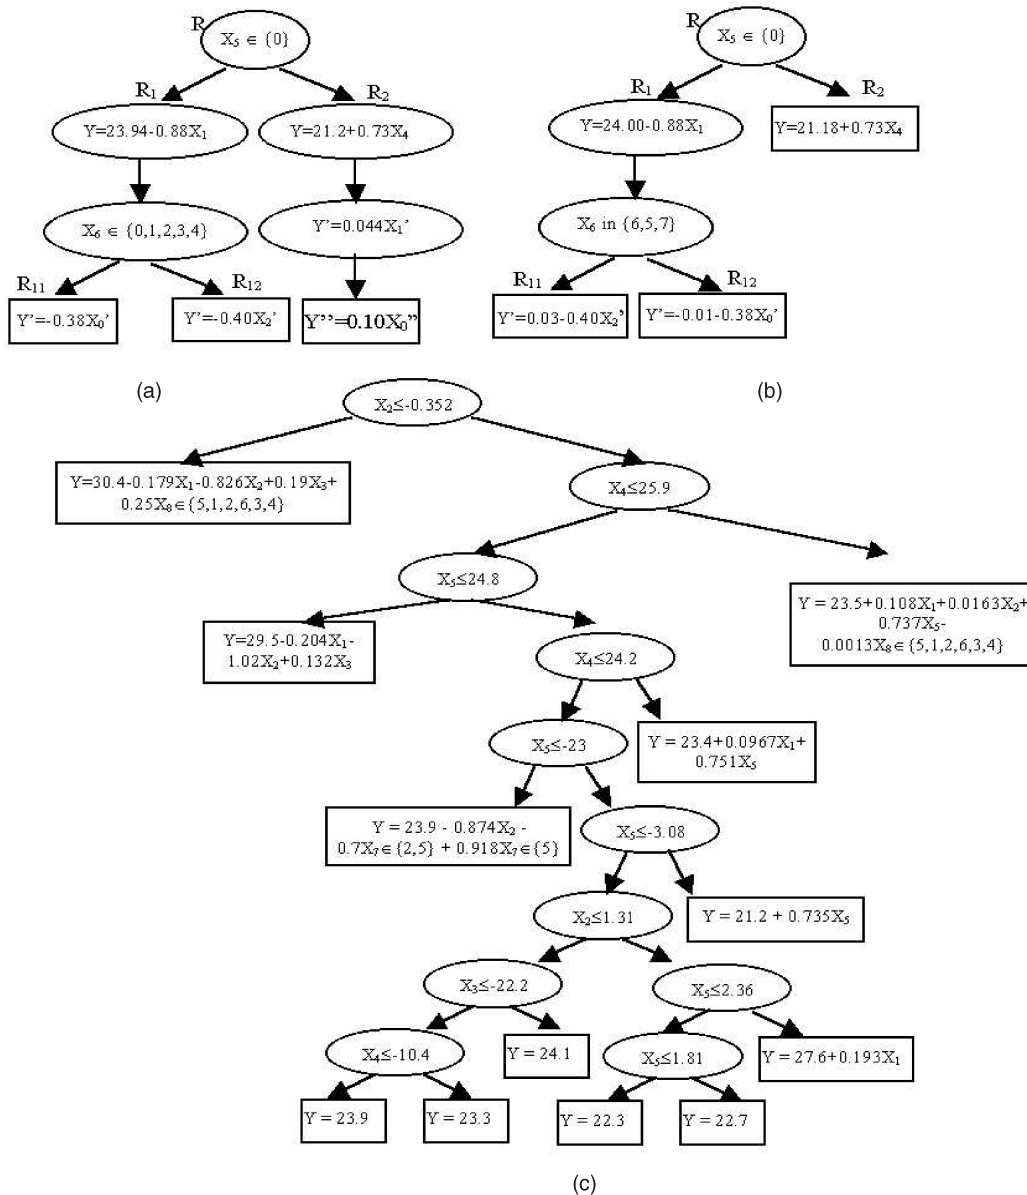 R
X₅ ∈ {0}
R₁
R₂
Y=23.94-0.88X₁
Y=21.2+0.73X₄
X₆ ∈ {0,1,2,3,4}
Y'=0.044X₁'
R₁₁
R₁₂
Y'=-0.38X₀'
Y'=-0.40X₂'
Y''=0.10X₀"
(a)
R
X₅ ∈ {0}
R₁
R₂
Y=24.00-0.88X₁
Y=21.18+0.73X₄
X₆ in {6,5,7}
R₁₁
R₁₂
Y'=0.03-0.40X₂'
Y'=-0.01-0.38X₀'
(b)
X₂≤-0.352
Y=30.4-0.179X₁-0.826X₂+0.19X₃+
0.25X₈∈{5,1,2,6,3,4}
X₄≤25.9
X₅≤24.8
Y = 23.5+0.108X₁+0.0163X₂+
0.737X₅-
0.0013X₈∈{5,1,2,6,3,4}
Y=29.5-0.204X₁-
1.02X₂+0.132X₃
X₄≤24.2
X₅≤-23
Y = 23.4+0.0967X₁+
0.751X₅
Y = 23.9 - 0.874X₂ -
0.7X₇∈{2,5} + 0.918X₇∈{5}
X₅≤-3.08
X₂≤1.31
Y = 21.2 + 0.735X₅
X₃≤-22.2
X₅≤2.36
X₄≤-10.4
Y = 24.1
X₅≤1.81
Y = 27.6+0.193X₁
Y = 23.9
Y = 23.3
Y = 22.3
Y = 22.7
(c)